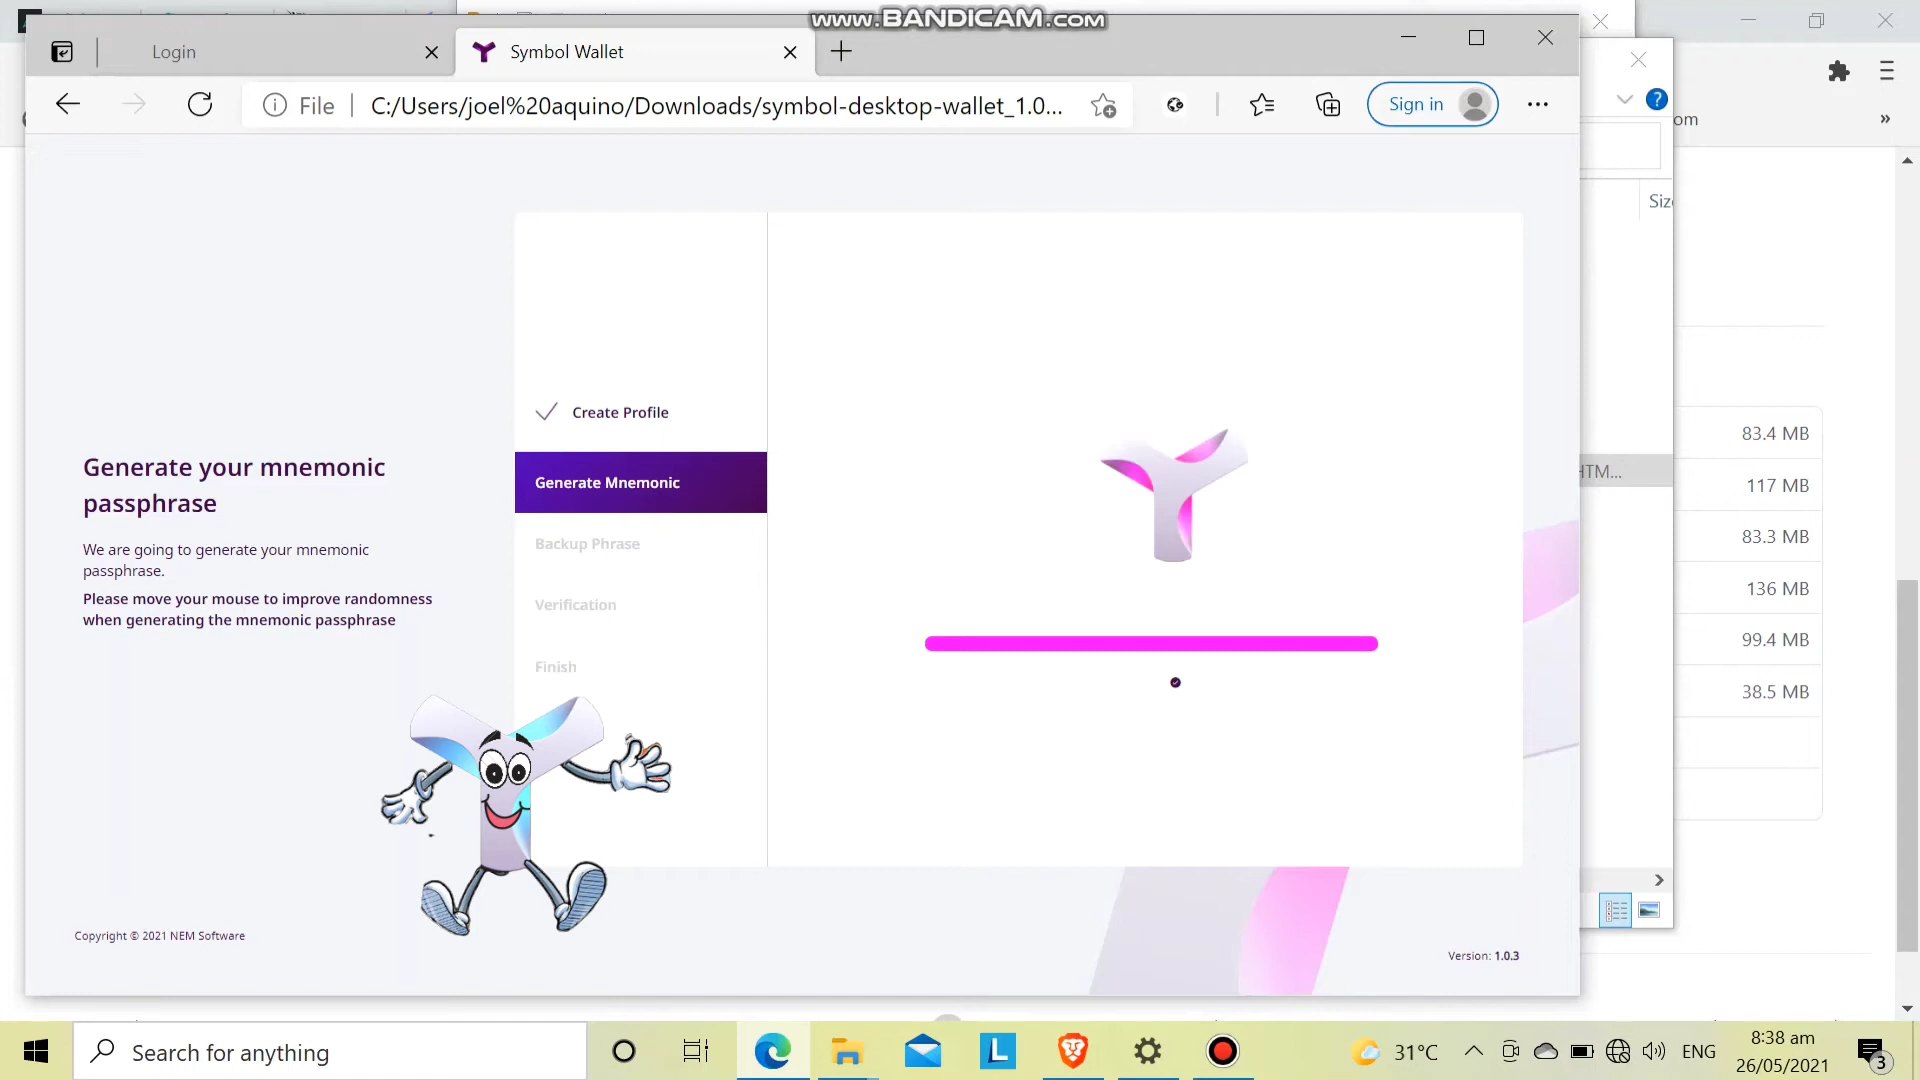 www.BANDICAM.com
Login
Symbol Wallet
File
C:/Users/joel%20aquino/Downloads/symbol-desktop-wallet_1.0...
Sign in
om
»
Create Profile
Generate Mnemonic
Backup Phrase
Verification
Finish
Generate your mnemonic
passphrase
We are going to generate your mnemonic
passphrase.
Please move your mouse to improve randomness
when generating the mnemonic passphrase
Copyright © 2021 NEM Software
Version: 1.0.3
Siz
HTM...
83.4 MB
117 MB
83.3 MB
136 MB
99.4 MB
38.5 MB
Search for anything
31°C
ENG
8:38 am
26/05/2021
3